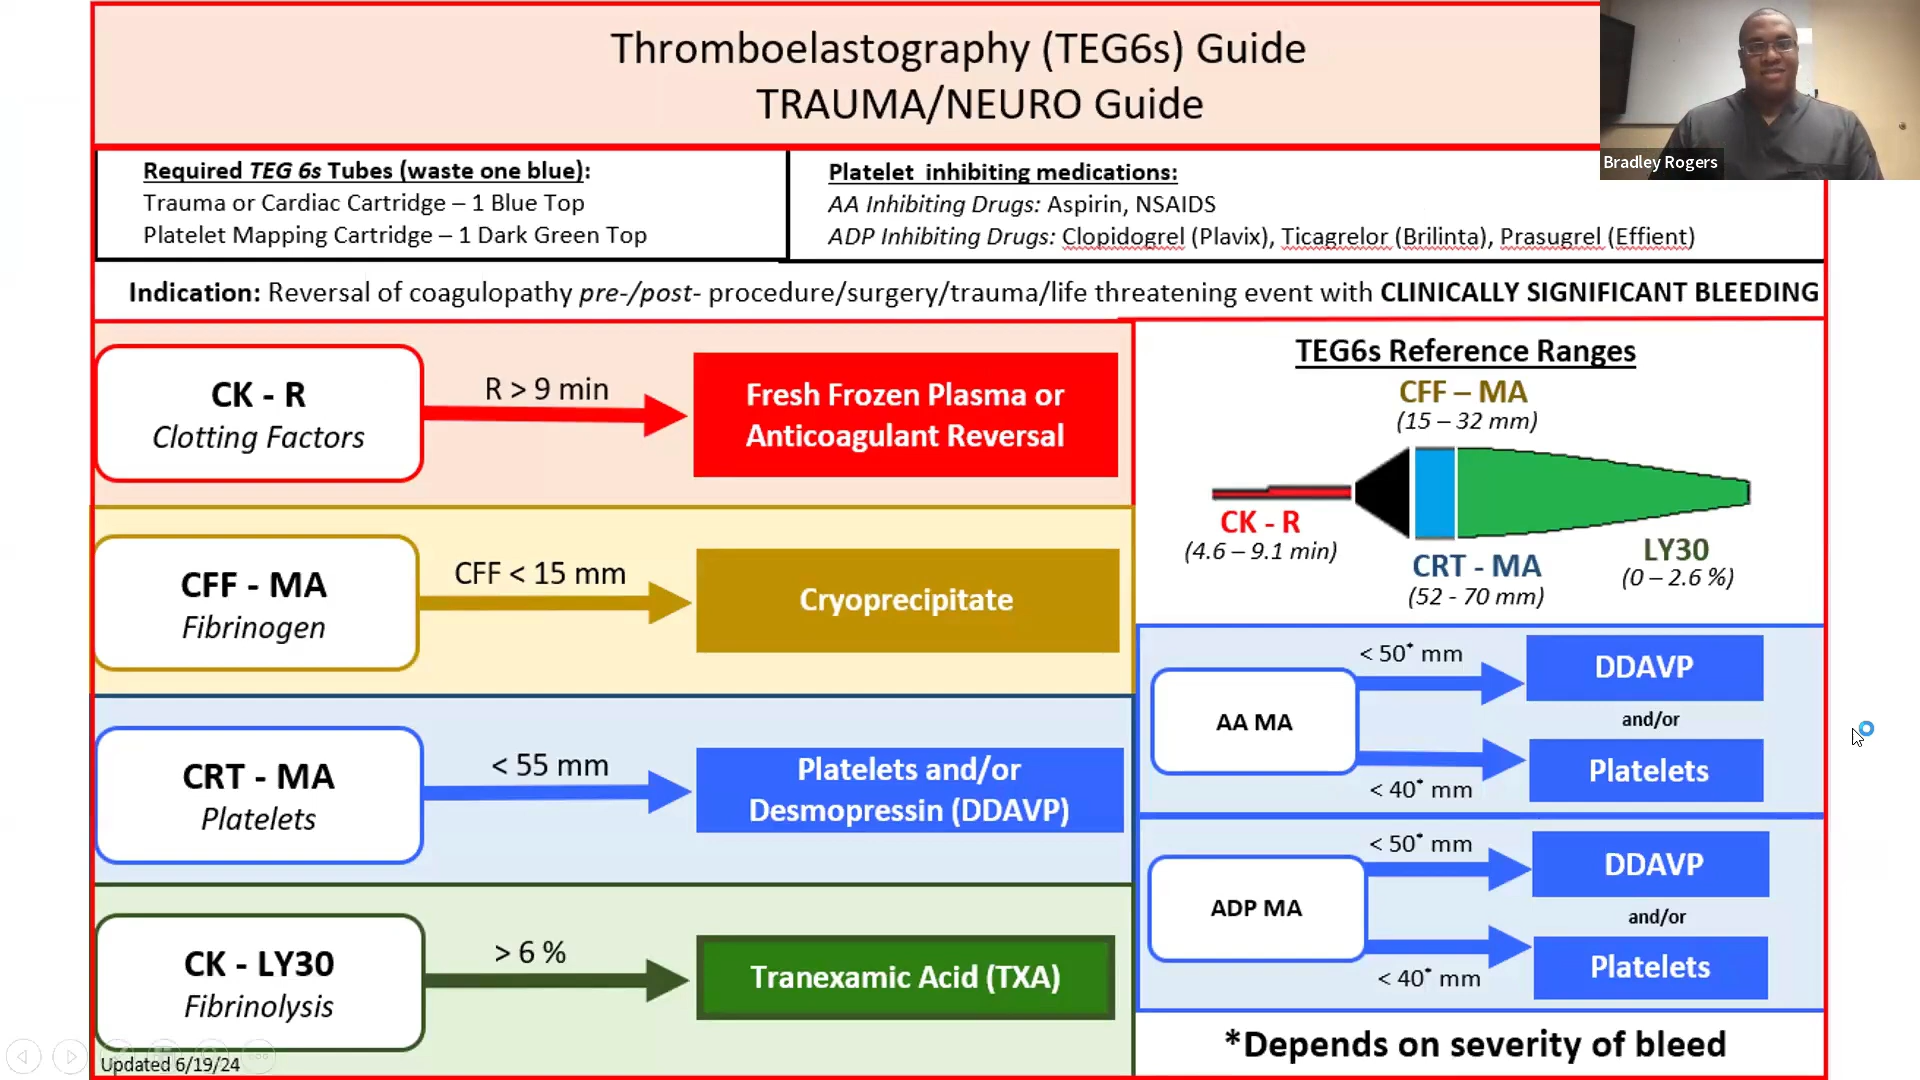 Thromboelastography (TEG6s) Guide
TRAUMA/NEURO Guide
Bradley Rogers
Required TEG 6s Tubes (waste one blue):
Trauma or Cardiac Cartridge – 1 Blue Top
Platelet Mapping Cartridge – 1 Dark Green Top
Platelet inhibiting medications:
AA Inhibiting Drugs: Aspirin, NSAIDS
ADP Inhibiting Drugs: Clopidogrel (Plavix), Ticagrelor (Brilinta), Prasugrel (Effient)
Indication: Reversal of coagulopathy pre-/post- procedure/surgery/trauma/life threatening event with CLINICALLY SIGNIFICANT BLEEDING
CK - R
Clotting Factors
R > 9 min
Fresh Frozen Plasma or
Anticoagulant Reversal
CFF - MA
Fibrinogen
CFF < 15 mm
Cryoprecipitate
CRT - MA
Platelets
< 55 mm
Platelets and/or
Desmopressin (DDAVP)
CK - LY30
Fibrinolysis
> 6 %
Tranexamic Acid (TXA)
Updated 6/19/24
TEG6s Reference Ranges
CFF – MA
(15 – 32 mm)
CK - R
(4.6 – 9.1 min)
CRT - MA
(52 - 70 mm)
LY30
(0 – 2.6 %)
AA MA
< 50* mm
DDAVP
and/or
< 40* mm
Platelets
ADP MA
< 50* mm
DDAVP
and/or
< 40* mm
Platelets
*Depends on severity of bleed